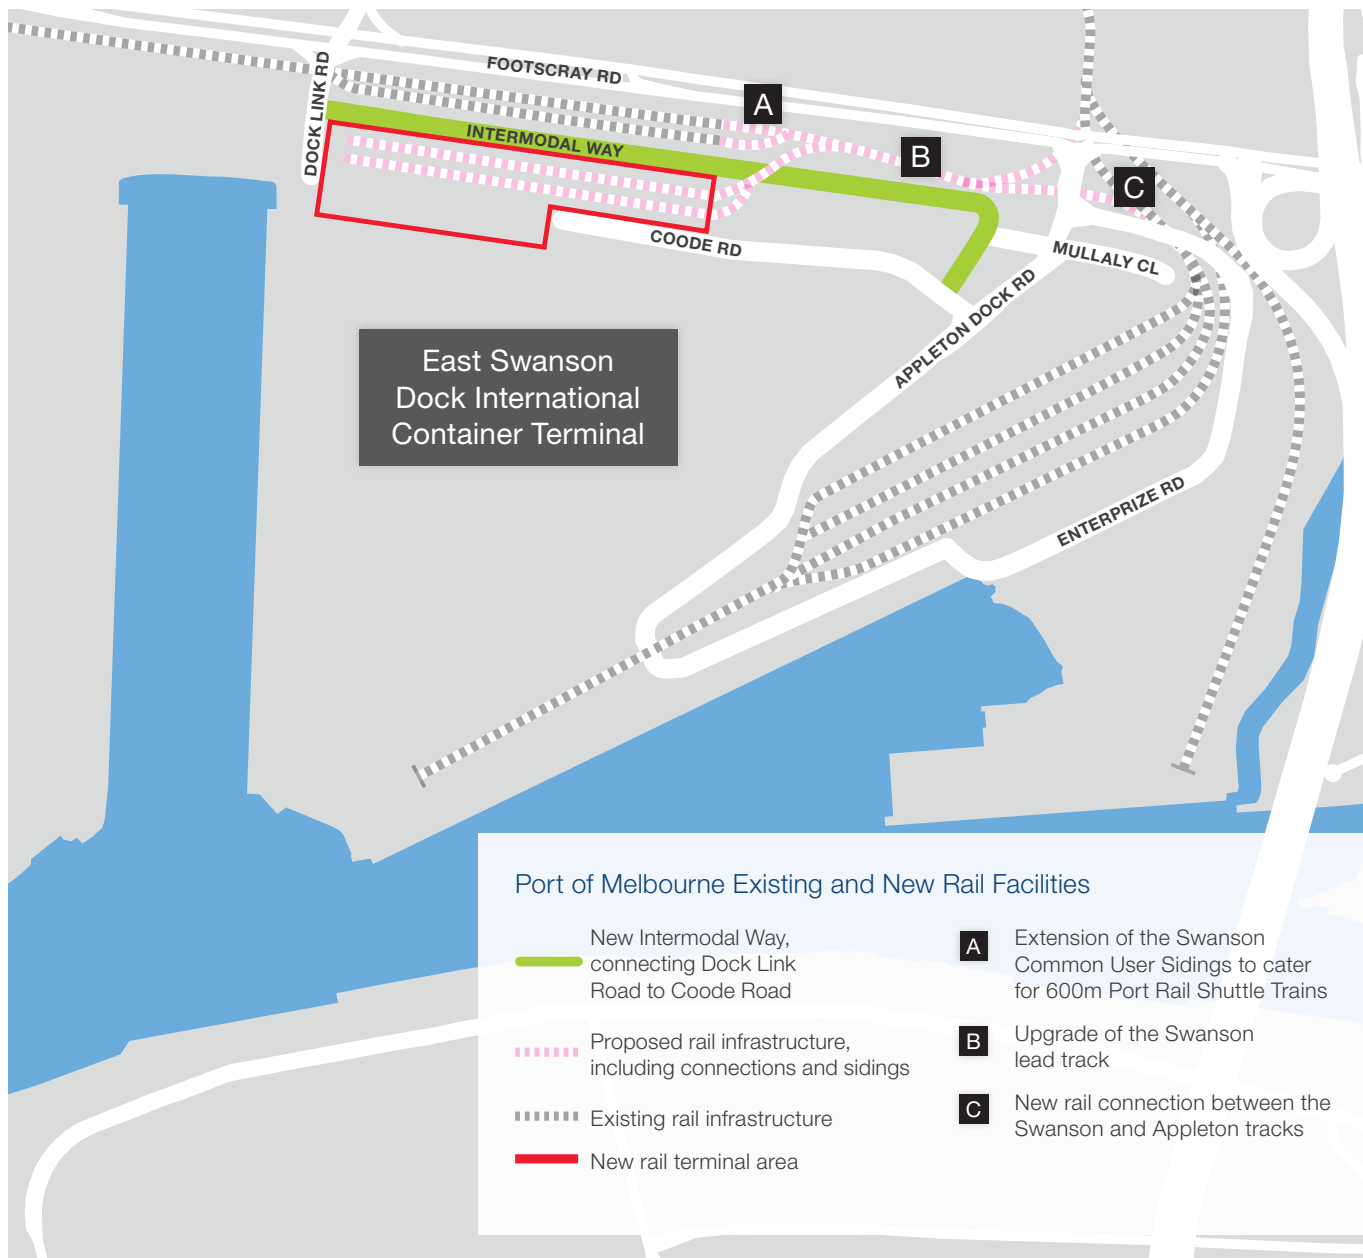 FOOTSCRAY RD
DOCK LINK RD
A
INTERMODAL WAY
B
C
COODE RD
MULLALY CL
APPLETON DOCK RD
East Swanson
Dock International
Container Terminal
ENTERPRIZE RD
Port of Melbourne Existing and New Rail Facilities
New Intermodal Way,
connecting Dock Link
Road to Coode Road
Proposed rail infrastructure,
including connections and sidings
Existing rail infrastructure
New rail terminal area
A
Extension of the Swanson
Common User Sidings to cater
for 600m Port Rail Shuttle Trains
B
Upgrade of the Swanson
lead track
C
New rail connection between the
Swanson and Appleton tracks